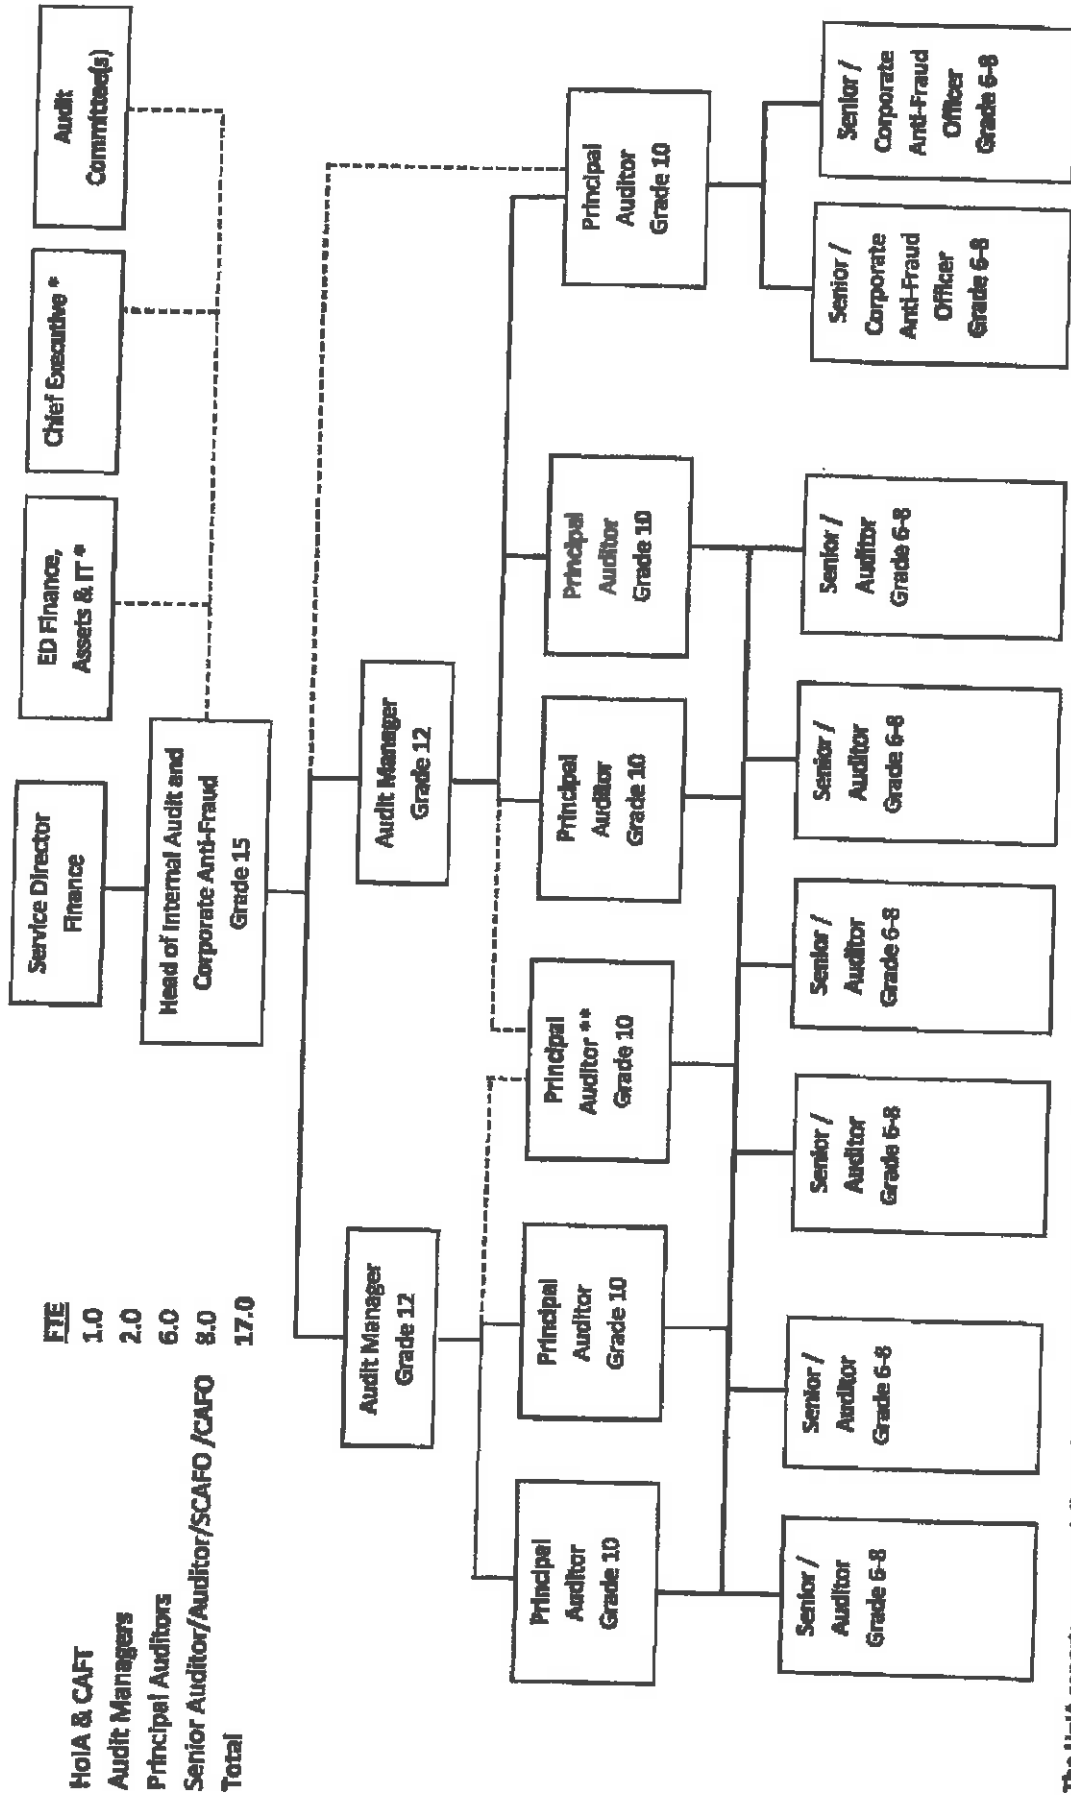 HoIA & CAFT
Audit Managers
Principal Auditors
Senior Auditor/Auditor/SCAFO /CAFO
Total
FTE
1.0
2.0
6.0
8.0
17.0
Service Director
Finance
ED Finance,
Assets & IT *
Chief Executive *
Audit
Committee(s)
Head of Internal Audit and
Corporate Anti-Fraud
Grade 15
Audit Manager
Grade 12
Audit Manager
Grade 12
Principal
Auditor
Grade 10
Principal
Auditor
Grade 10
Principal
Auditor **
Grade 10
Principal
Auditor
Grade 10
Principal
Auditor
Grade 10
Principal
Auditor
Grade 10
Senior /
Auditor
Grade 6-8
Senior /
Auditor
Grade 6-8
Senior /
Auditor
Grade 6-8
Senior /
Auditor
Grade 6-8
Senior /
Auditor
Grade 6-8
Senior /
Auditor
Grade 6-8
Senior /
Corporate
Anti-Fraud
Officer
Grade 6-8
Senior /
Corporate
Anti-Fraud
Officer
Grade 6-8
The HoIA